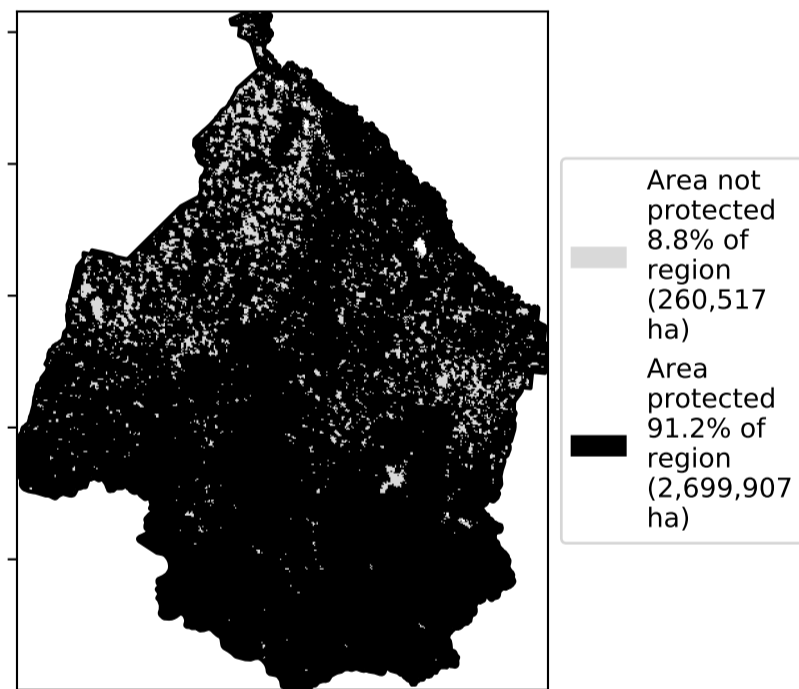 Area not
protected
8.8% of
region
(260,517
ha)
Area
protected
91.2% of
region
(2,699,907
ha)